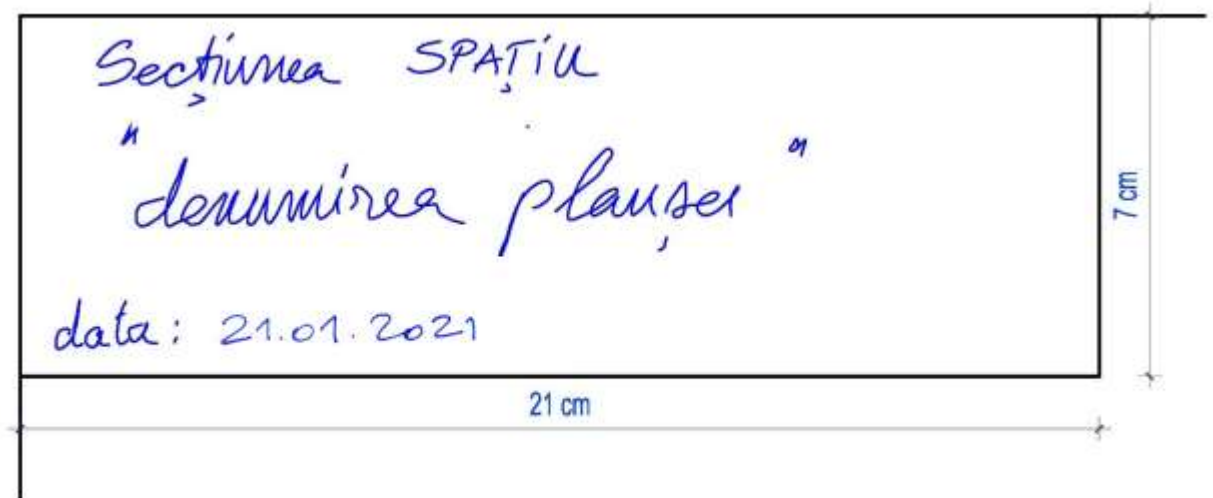 Secțiunea SPAȚIU
"denumirea planșei"
7 cm
data: 21.01.2021
21 cm